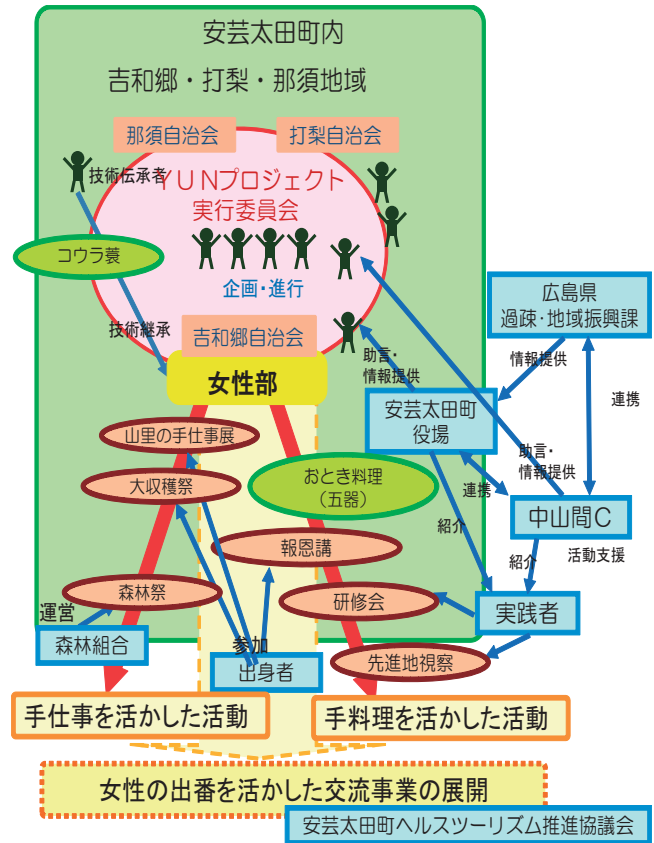 安芸太田町内
吉和郷・打梨・那須地域
那須自治会
打梨自治会
技術伝承者
YUNプロジェクト
実行委員会
コウラ蓑
企画・進行
広島県
過疎・地域振興課
技術継承
吉和郷自治会
助言・
情報提供
情報提供
女性部
連携
安芸太田町
役場
山里の手仕事展
助言・
情報提供
大収穫祭
おとき料理
（五器）
連携
紹介
中山間C
報恩講
活動支援
紹介
森林祭
研修会
運営
実践者
森林組合
参加
出身者
先進地視察
手仕事を活かした活動
手料理を活かした活動
女性の出番を活かした交流事業の展開
安芸太田町ヘルスツーリズム推進協議会